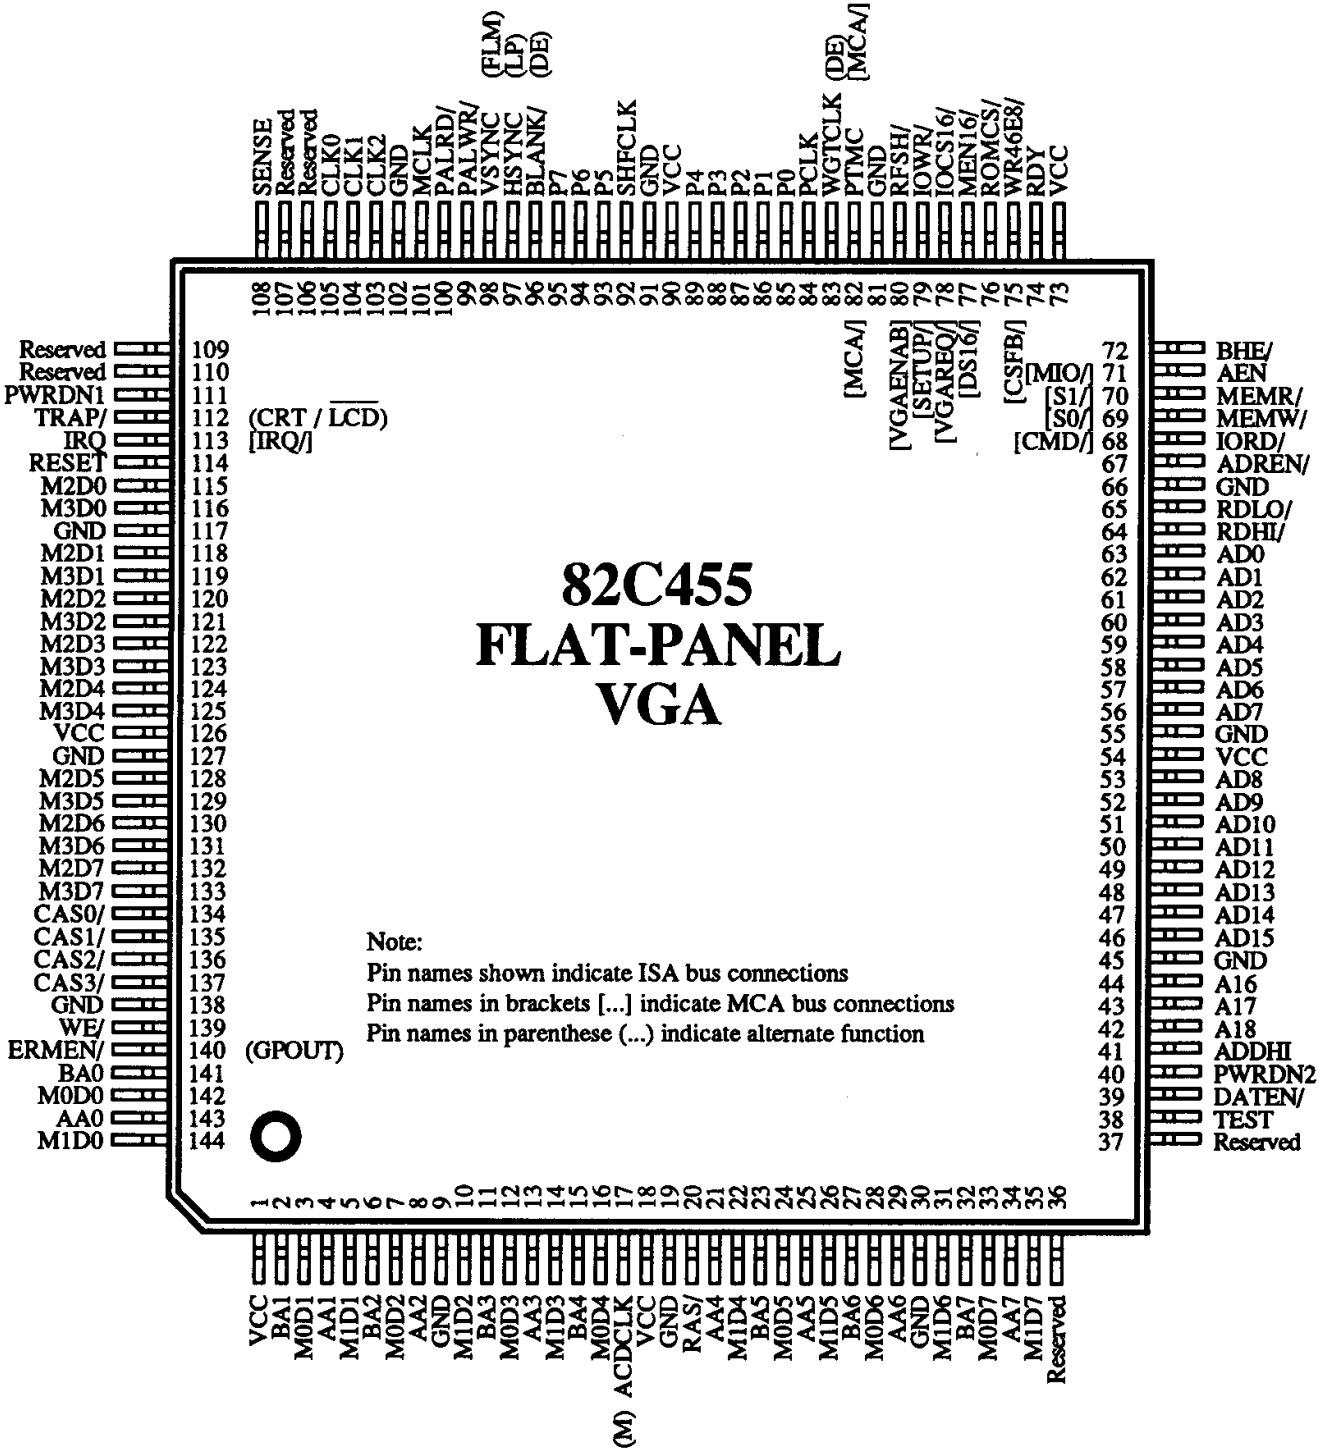 (FLM)
(LP)
(DE)
(DE)
[MCA/]
SENSE
Reserved
Reserved
CLK0
CLK1
CLK2
GND
MCLK
PALRD/
PALWR/
VSYNC
HSYNC
BLANK/
P7
P6
P5
SHFCLK
GND
VCC
P4
P3
P2
P1
P0
PCLK
WGTCLK
PTMC
GND
RFSH/
IOWR/
IOCS16/
MEN16/
ROMCS/
WR46E8/
RDY
VCC
108
107
106
105
104
103
102
101
100
99
98
97
96
95
94
93
92
91
90
89
88
87
86
85
84
83
82
81
80
79
78
77
76
75
74
73
[MCA/]
[VGAENAB]
[SETUP/]
[VGAREQ/]
[DS16/]
[CSFB/]
Reserved 109
Reserved 110
PWRDN1 111
TRAP/ 112 (CRT / LCD)
IRQ 113 [IRQ/]
RESET 114
M2D0 115
M3D0 116
GND 117
M2D1 118
M3D1 119
M2D2 120
M3D2 121
M2D3 122
M3D3 123
M2D4 124
M3D4 125
VCC 126
GND 127
M2D5 128
M3D5 129
M2D6 130
M3D6 131
M2D7 132
M3D7 133
CAS0/ 134
CAS1/ 135
CAS2/ 136
CAS3/ 137
GND 138
WE/ 139
ERMEN/ 140 (GPOUT)
BA0 141
M0D0 142
AA0 143
M1D0 144
82C455
FLAT-PANEL
VGA
Note:
Pin names shown indicate ISA bus connections
Pin names in brackets [...] indicate MCA bus connections
Pin names in parenthese (...) indicate alternate function
72 BHE/
[MIO/] 71 AEN
[S1/] 70 MEMR/
[S0/] 69 MEMW/
[CMD/] 68 IORD/
67 ADREN/
66 GND
65 RDLO/
64 RDHI/
63 AD0
62 AD1
61 AD2
60 AD3
59 AD4
58 AD5
57 AD6
56 AD7
55 GND
54 VCC
53 AD8
52 AD9
51 AD10
50 AD11
49 AD12
48 AD13
47 AD14
46 AD15
45 GND
44 A16
43 A17
42 A18
41 ADDHI
40 PWRDN2
39 DATEN/
38 TEST
37 Reserved
1
2
3
4
5
6
7
8
9
10
11
12
13
14
15
16
17
18
19
20
21
22
23
24
25
26
27
28
29
30
31
32
33
34
35
36
VCC
BA1
M0D1
AA1
M1D1
BA2
M0D2
AA2
GND
M1D2
BA3
M0D3
AA3
M1D3
BA4
M0D4
(M) ACDCLK
VCC
GND
RAS/
AA4
M1D4
BA5
M0D5
AA5
M1D5
BA6
M0D6
AA6
GND
M1D6
BA7
M0D7
AA7
M1D7
Reserved